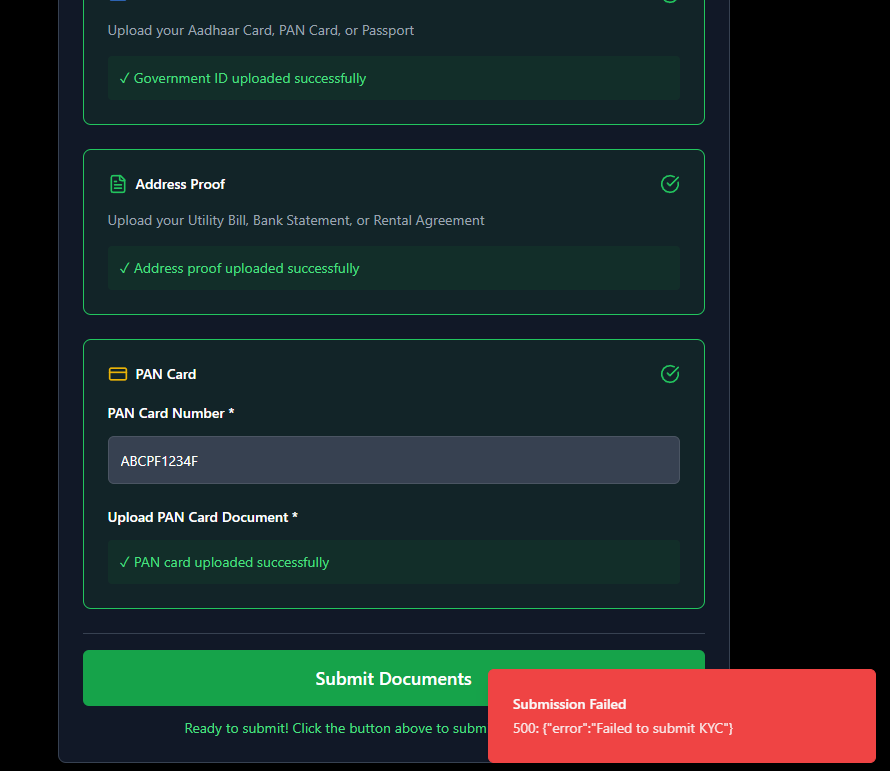 Upload your Aadhaar Card, PAN Card, or Passport
✓ Government ID uploaded successfully
Address Proof
Upload your Utility Bill, Bank Statement, or Rental Agreement
✓ Address proof uploaded successfully
PAN Card
PAN Card Number *
ABCPF1234F
Upload PAN Card Document *
✓ PAN card uploaded successfully
Submit Documents
Ready to submit! Click the button above to subm
Submission Failed
500: {"error":"Failed to submit KYC"}